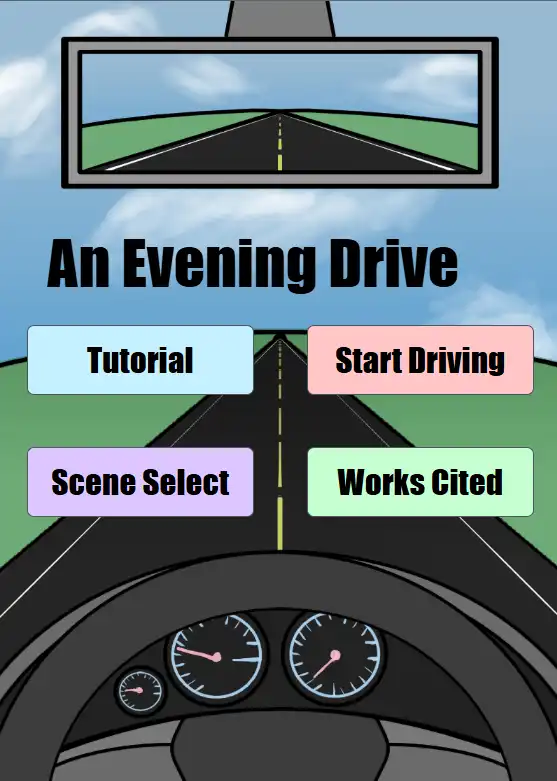 An Evening Drive
Tutorial
Start Driving
Scene Select
Works Cited